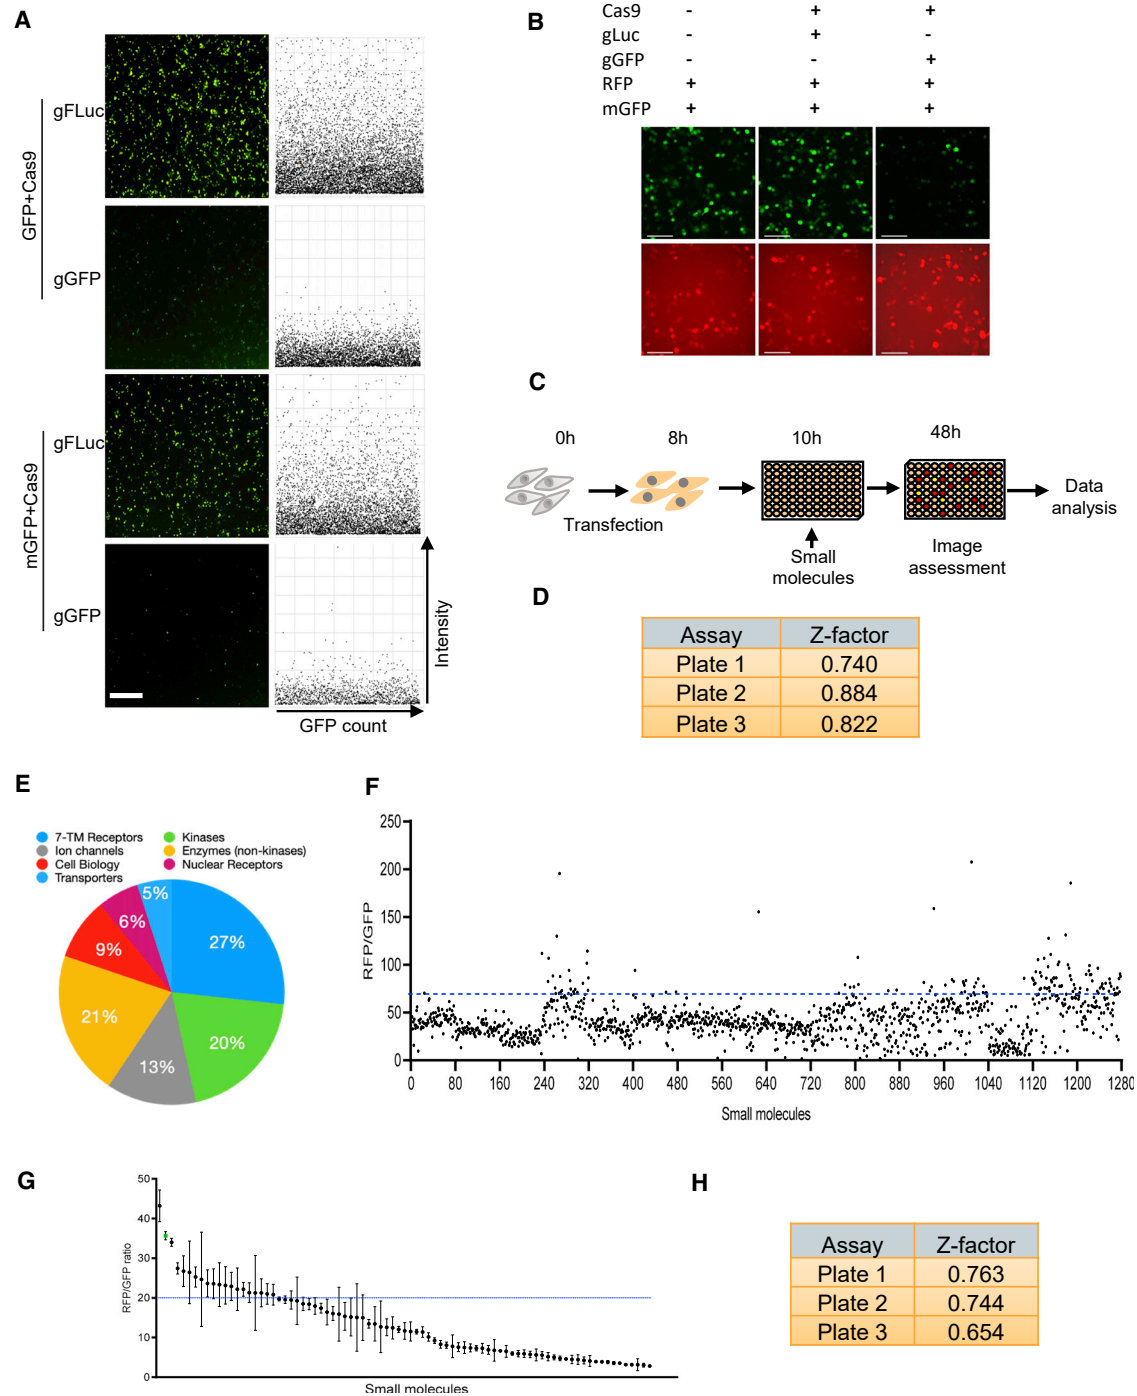 A
gFLuc
gGFP
GFP+Cas9
gFLuc
gGFP
mGFP+Cas9
Intensity
GFP count
B
Cas9 - + +
gLuc - + -
gGFP - - +
RFP + + +
mGFP + + +
C
0h 8h 10h 48h
Transfection
Small
molecules
Image
assessment
Data
analysis
D
Assay Z-factor
Plate 1 0.740
Plate 2 0.884
Plate 3 0.822
E
7-TM Receptors Kinases
Ion channels Enzymes (non-kinases)
Cell Biology Nuclear Receptors
Transporters
5%
6%
27%
9%
21%
20%
13%
F
RFP/GFP
250
200
150
100
50
0
0 80 160 240 320 400 480 560 640 720 800 880 960 1040 1120 1200 1280
Small molecules
G
RFP/GFP ratio
50
40
30
20
10
0
Small molecules
H
Assay Z-factor
Plate 1 0.763
Plate 2 0.744
Plate 3 0.654